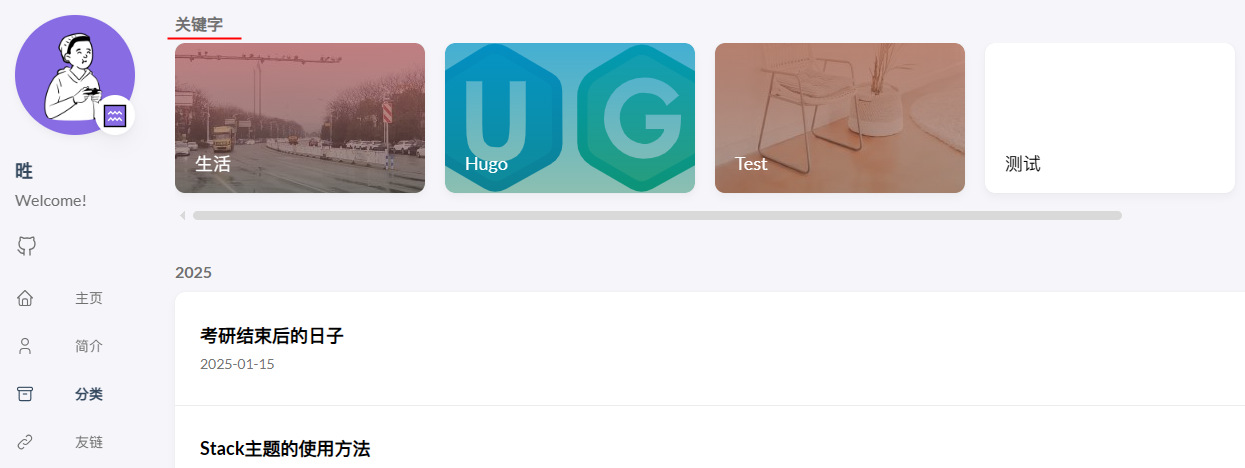 胜
Welcome!
主页
简介
分类
友链
关键字
生活
U G
Hugo
Test
测试
2025
考研结束后的日子
2025-01-15
Stack主题的使用方法